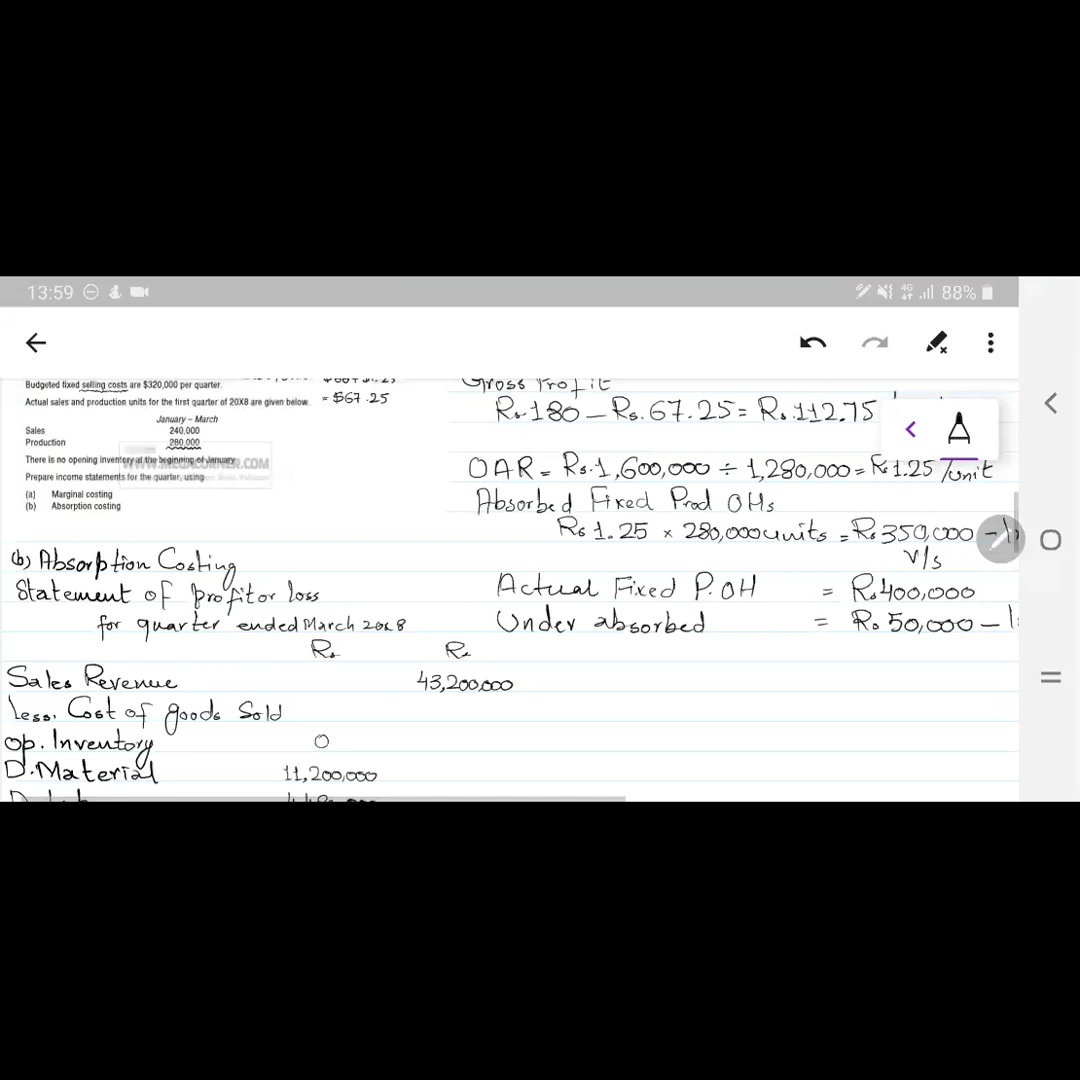 13:59
4G 88%
Budgeted fixed selling costs are $320,000 per quarter.
Actual sales and production units for the first quarter of 20X8 are given below.
= $67.25
January – March
Sales 240,000
Production 280,000
There is no opening inventory at the beginning of January
Prepare income statements for the quarter, using
(a) Marginal costing
(b) Absorption costing
Gross Profit
Rs.180 – Rs.67.25 = Rs.112.75
OAR = Rs.1,600,000 ÷ 1,280,000 = Rs1.25 /unit
Absorbed Fixed Prod OHs
Rs 1.25 × 280,000 units = Rs 350,000
v/s
Actual Fixed P.OH = Rs.400,000
Under absorbed = Rs 50,000
(b) Absorption Costing
Statement of profit or loss
for quarter ended March 20x8
Rs Rs
Sales Revenue 43,200,000
less. Cost of goods Sold
op. Inventory 0
D.Material 11,200,000